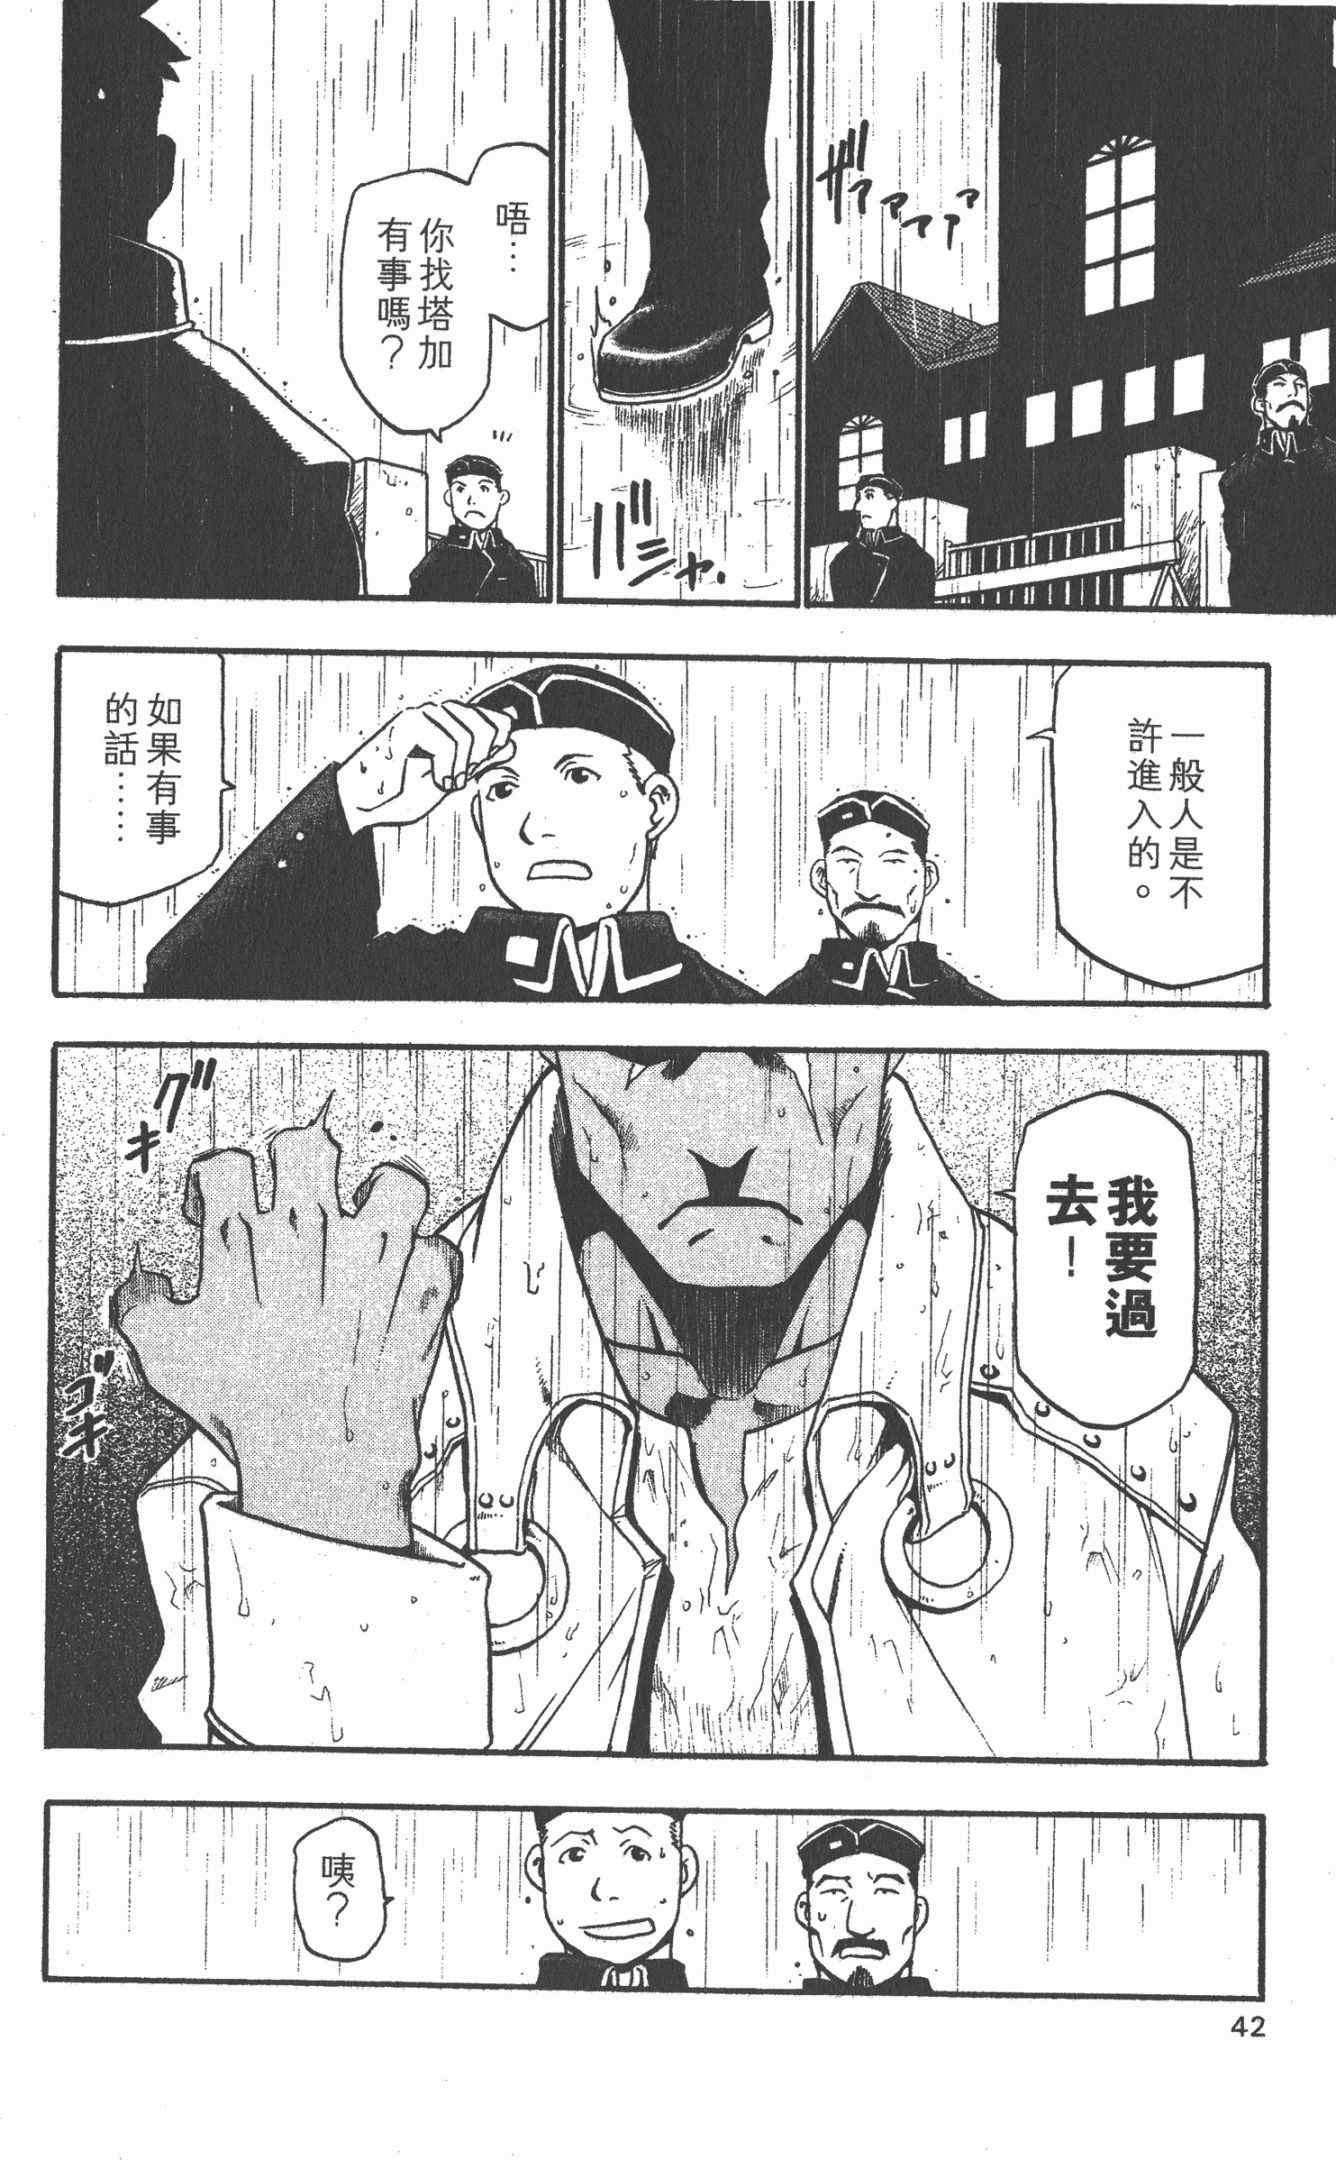 ザァァァァァ
バシャ.
唔…
你找塔加
有事嗎？
一般人是不
許進入的。
如果有事
的話……
我要過
去！
グキ
ゴキ
咦？
42